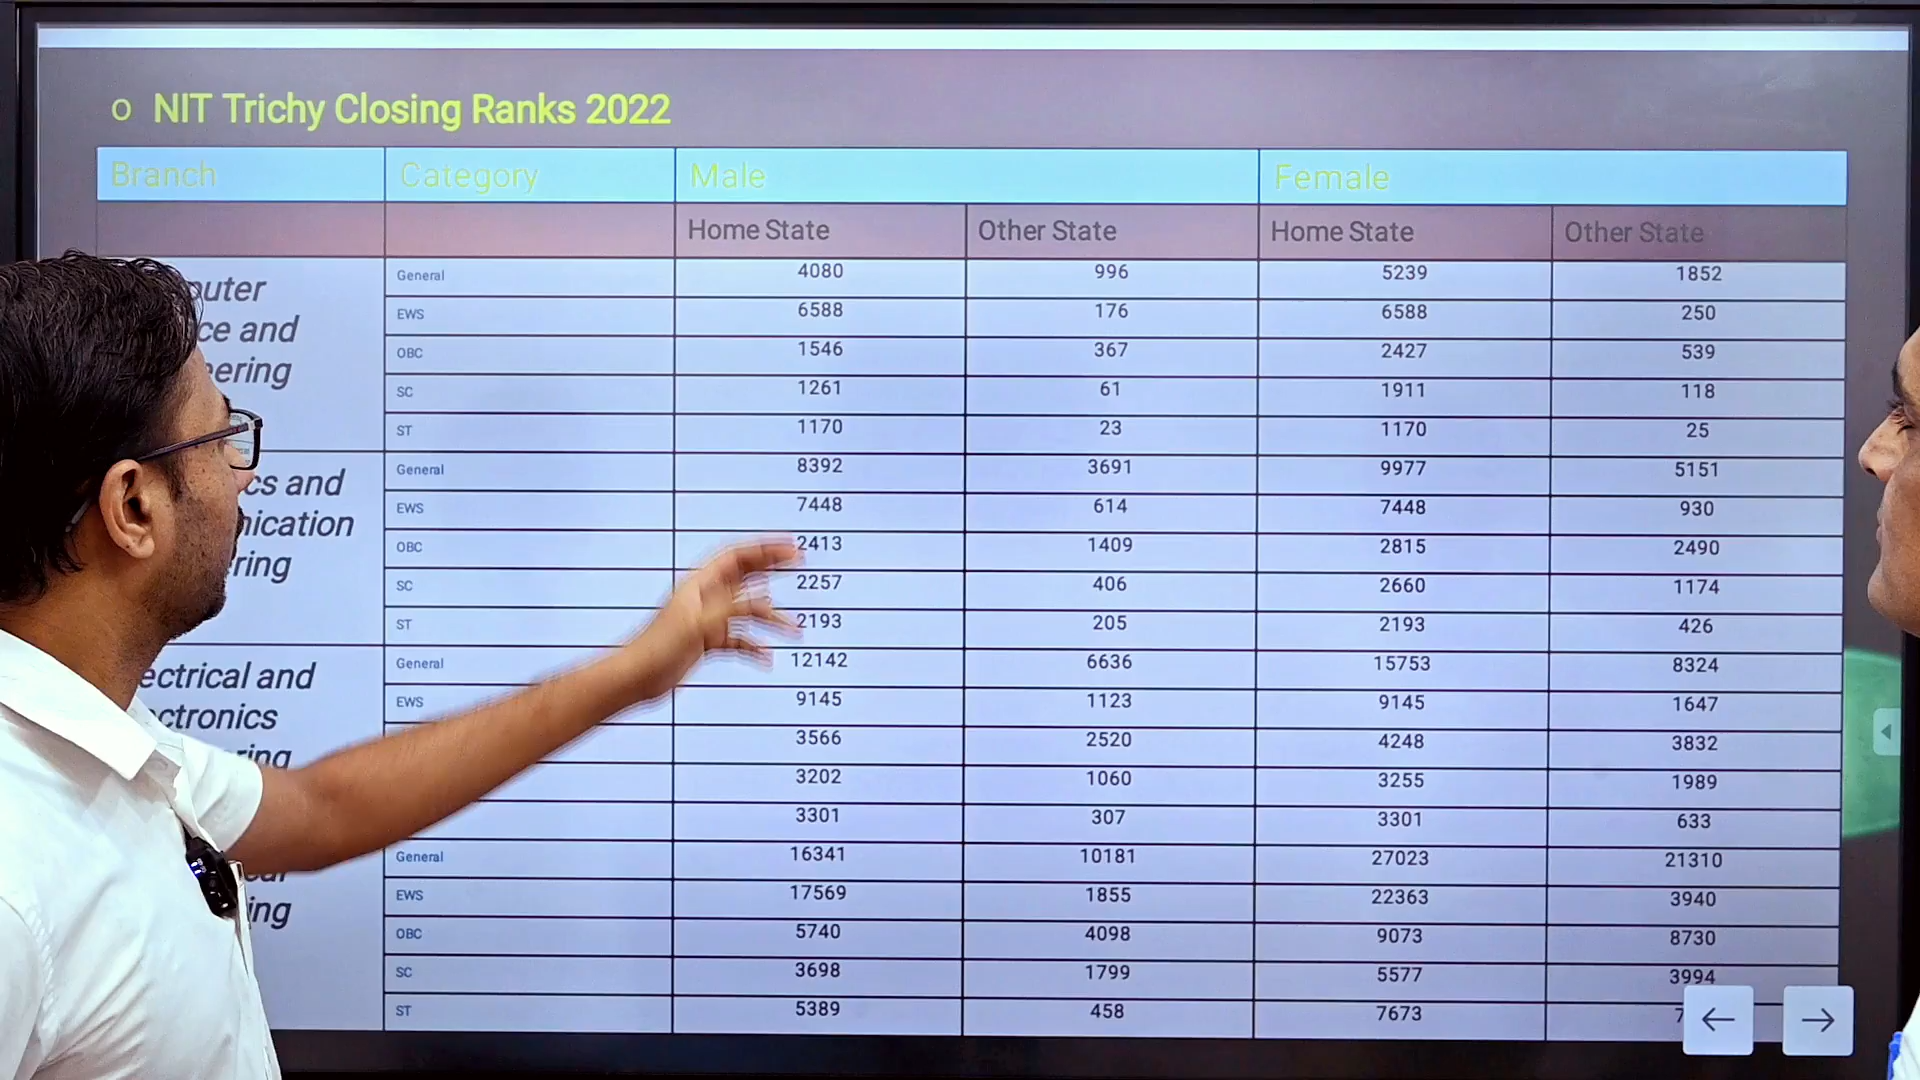 o NIT Trichy Closing Ranks 2022
Branch Category Male Female
Home State Other State Home State Other State
General 4080 996 5239 1852
EWS 6588 176 6588 250
ce and
OBC 1546 367 2427 539
SC 1261 61 1911 118
ST 1170 23 1170 25
General 8392 3691 9977 5151
cs and
EWS 7448 614 7448 930
OBC 2413 1409 2815 2490
SC 2257 406 2660 1174
ST 2193 205 2193 426
General 12142 6636 15753 8324
ectrical and
EWS 9145 1123 9145 1647
ctronics
3566 2520 4248 3832
3202 1060 3255 1989
3301 307 3301 633
General 16341 10181 27023 21310
EWS 17569 1855 22363 3940
OBC 5740 4098 9073 8730
SC 3698 1799 5577 3994
ST 5389 458 7673